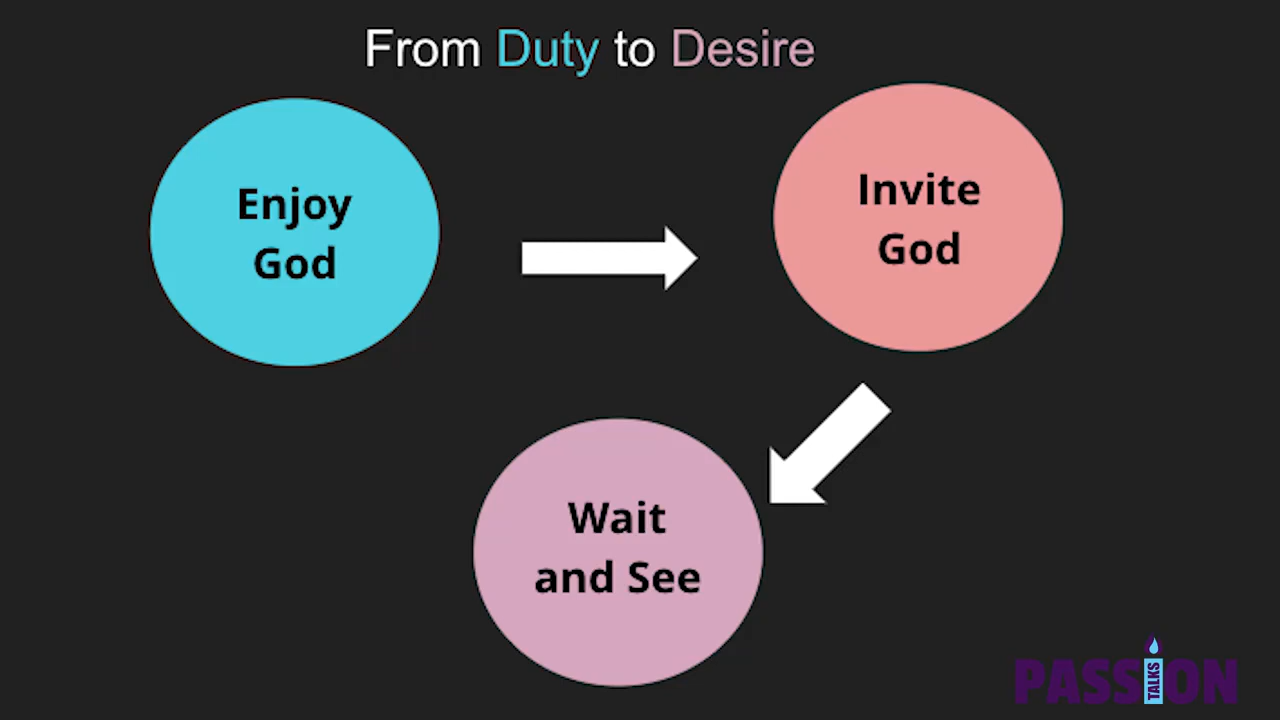 From Duty to Desire
Enjoy
God
Invite
God
Wait
and See
PASSION
TALKS